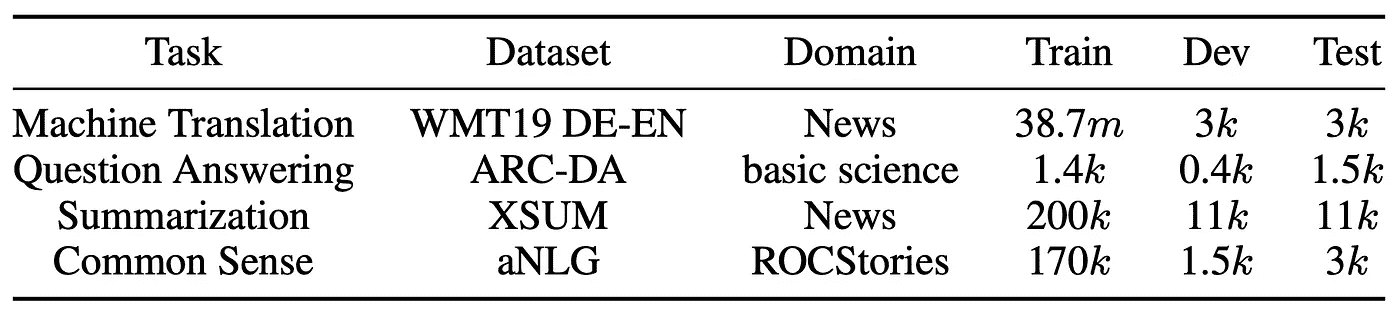 Task Dataset Domain Train Dev Test
Machine Translation WMT19 DE-EN News 38.7m 3k 3k
Question Answering ARC-DA basic science 1.4k 0.4k 1.5k
Summarization XSUM News 200k 11k 11k
Common Sense aNLG ROCStories 170k 1.5k 3k